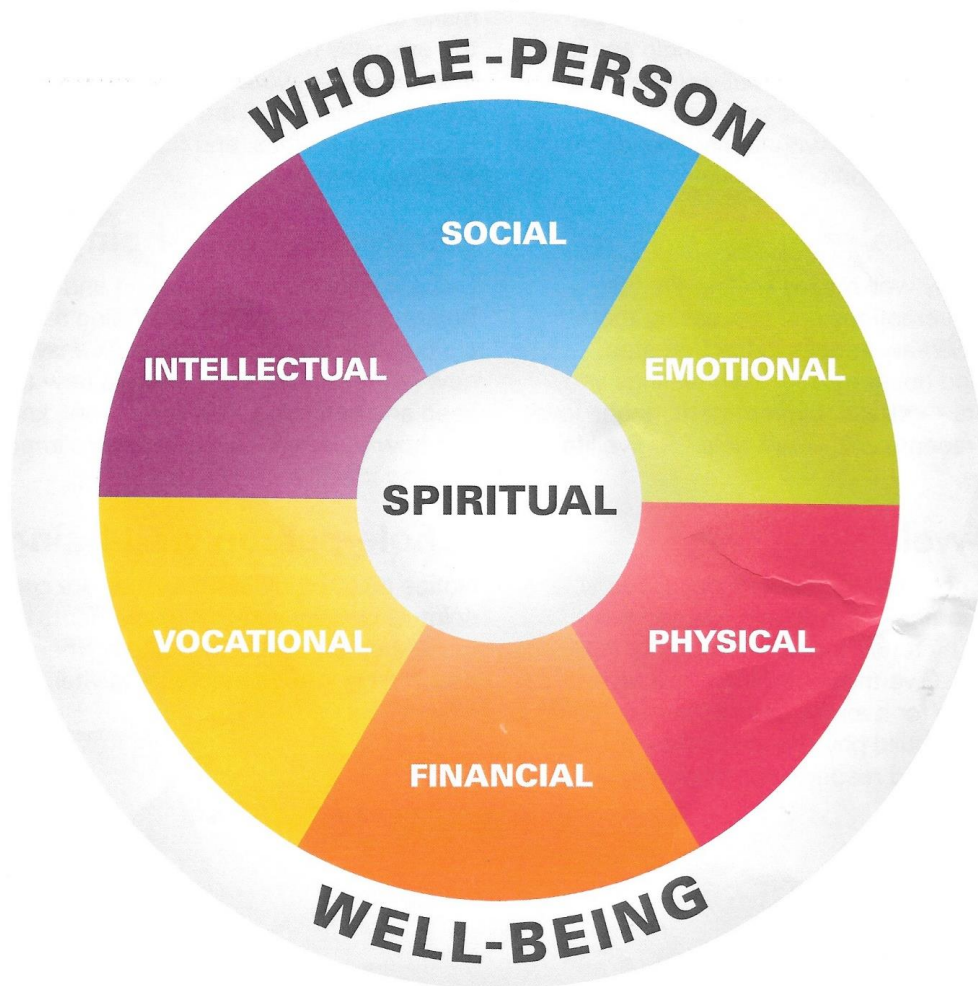 WHOLE-PERSON
SOCIAL
INTELLECTUAL
EMOTIONAL
SPIRITUAL
VOCATIONAL
PHYSICAL
FINANCIAL
WELL-BEING